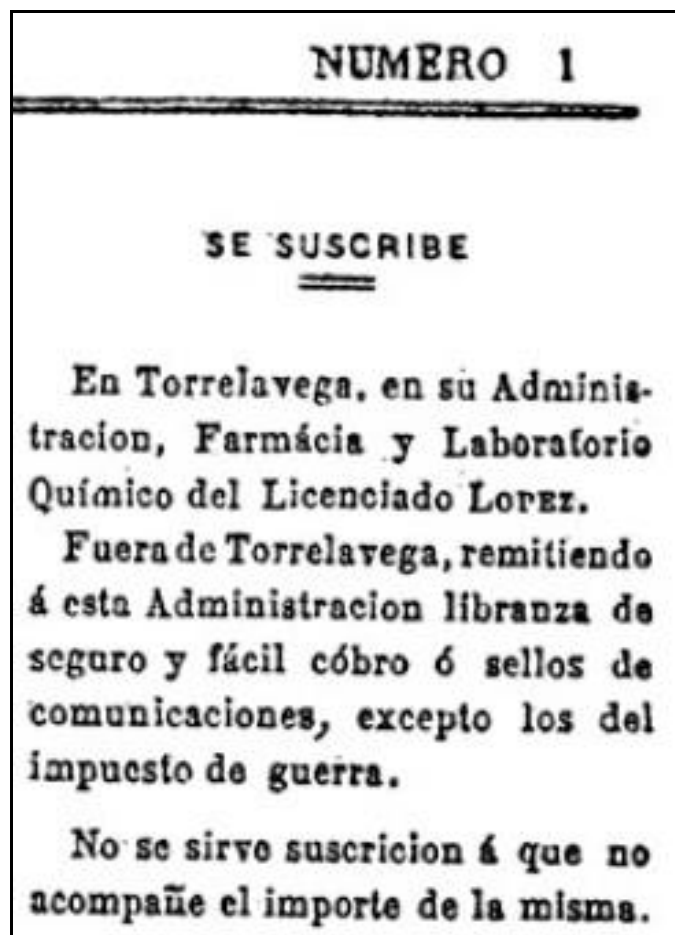 NUMERO 1
SE SUSCRIBE
En Torrelavega, en su Adminis-
tracion, Farmácia y Laboratorio
Químico del Licenciado LOPEZ.
Fuera de Torrelavega, remitiendo
á esta Administracion libranza de
seguro y fácil cóbro ó sellos de
comunicaciones, excepto los del
impuesto de guerra.
No se sirve suscricion á que no
acompañe el importe de la misma.